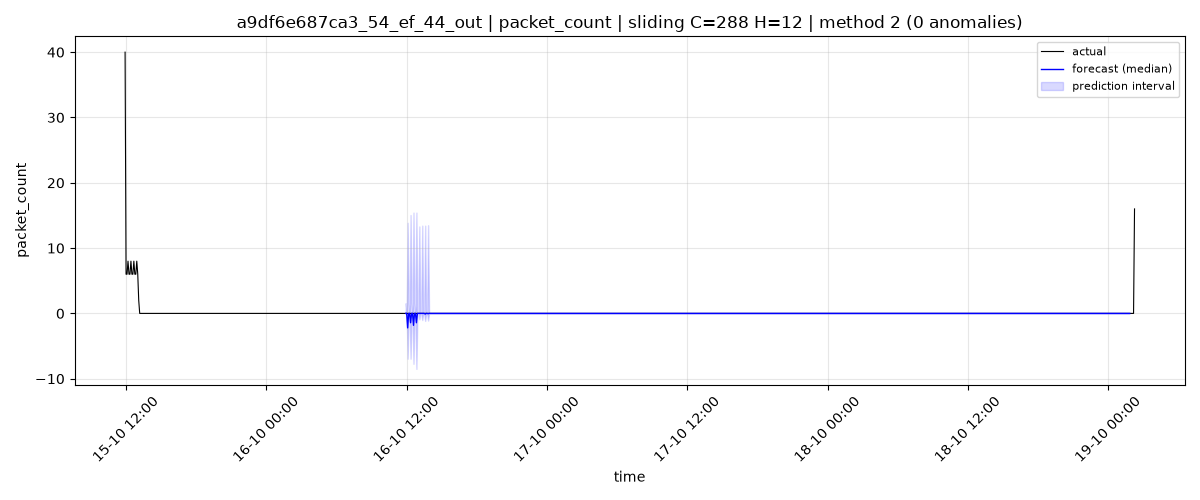 a9df6e687ca3_54_ef_44_out | packet_count | sliding C=288 H=12 | method 2 (0 anomalies)
actual
forecast (median)
prediction interval
packet_count
40
30
20
10
0
−10
15-10 12:00
16-10 00:00
16-10 12:00
17-10 00:00
17-10 12:00
18-10 00:00
18-10 12:00
19-10 00:00
time